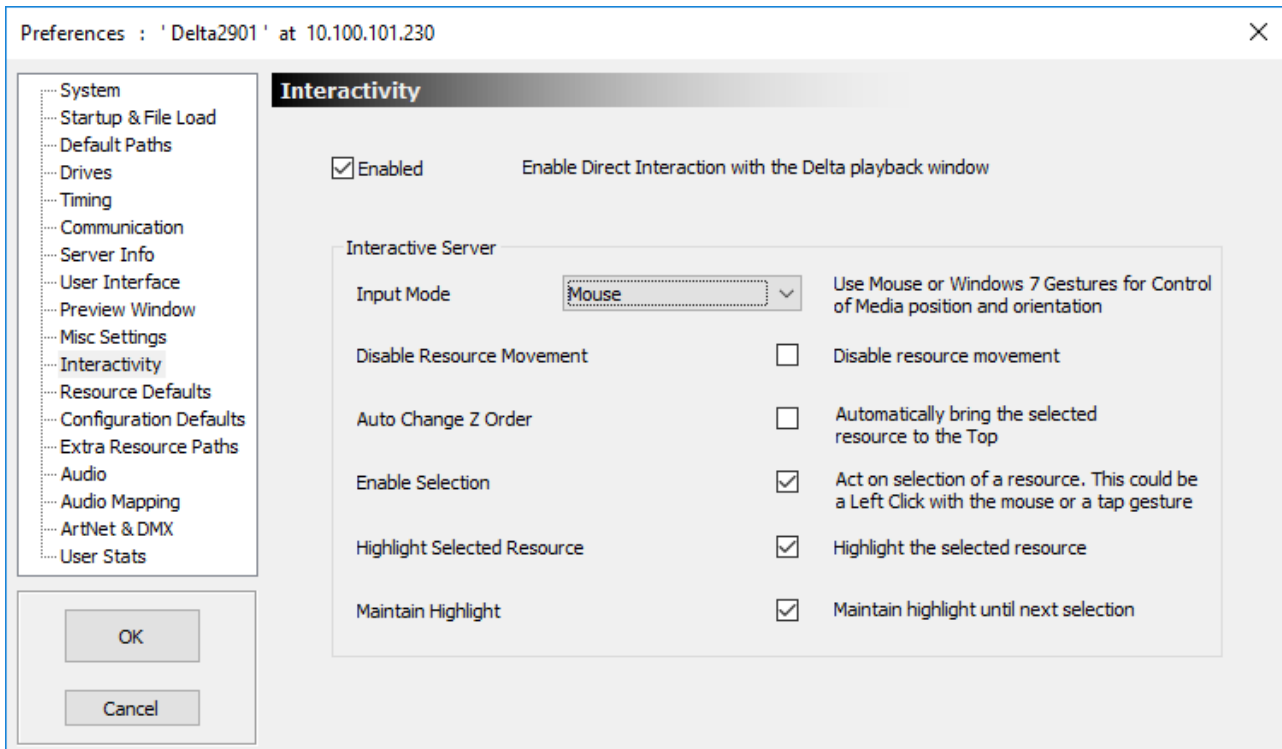 Preferences : 'Delta2901' at 10.100.101.230
System
Startup & File Load
Default Paths
Drives
Timing
Communication
Server Info
User Interface
Preview Window
Misc Settings
Interactivity
Resource Defaults
Configuration Defaults
Extra Resource Paths
Audio
Audio Mapping
ArtNet & DMX
User Stats
OK
Cancel
Interactivity
Enabled Enable Direct Interaction with the Delta playback window
Interactive Server
Input Mode Mouse Use Mouse or Windows 7 Gestures for Control
of Media position and orientation
Disable Resource Movement Disable resource movement
Auto Change Z Order Automatically bring the selected
resource to the Top
Enable Selection Act on selection of a resource. This could be
a Left Click with the mouse or a tap gesture
Highlight Selected Resource Highlight the selected resource
Maintain Highlight Maintain highlight until next selection